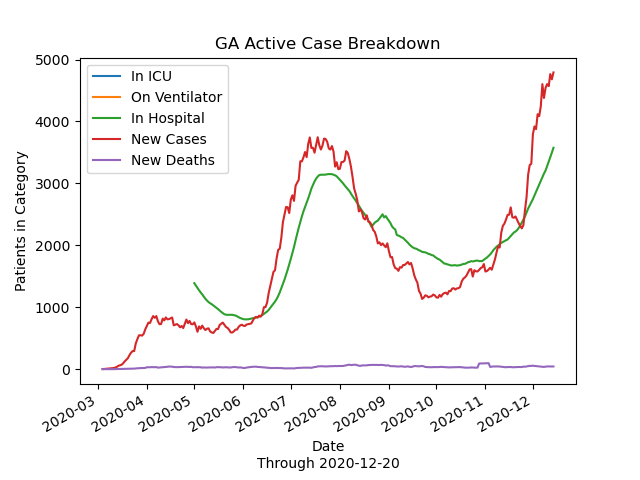 GA Active Case Breakdown
In ICU
On Ventilator
In Hospital
New Cases
New Deaths
Patients in Category
5000
4000
3000
2000
1000
0
2020-03
2020-04
2020-05
2020-06
2020-07
2020-08
2020-09
2020-10
2020-11
2020-12
Date
Through 2020-12-20